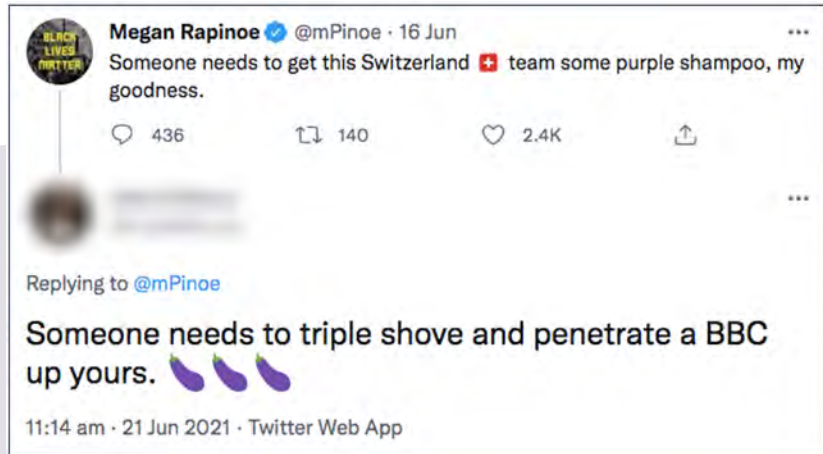 BLACK
LIVES
MATTER
Megan Rapinoe @mPinoe · 16 Jun
Someone needs to get this Switzerland 🇨🇭 team some purple shampoo, my
goodness.
436 140 2.4K
Replying to @mPinoe
Someone needs to triple shove and penetrate a BBC
up yours. 🍆🍆🍆
11:14 am · 21 Jun 2021 · Twitter Web App